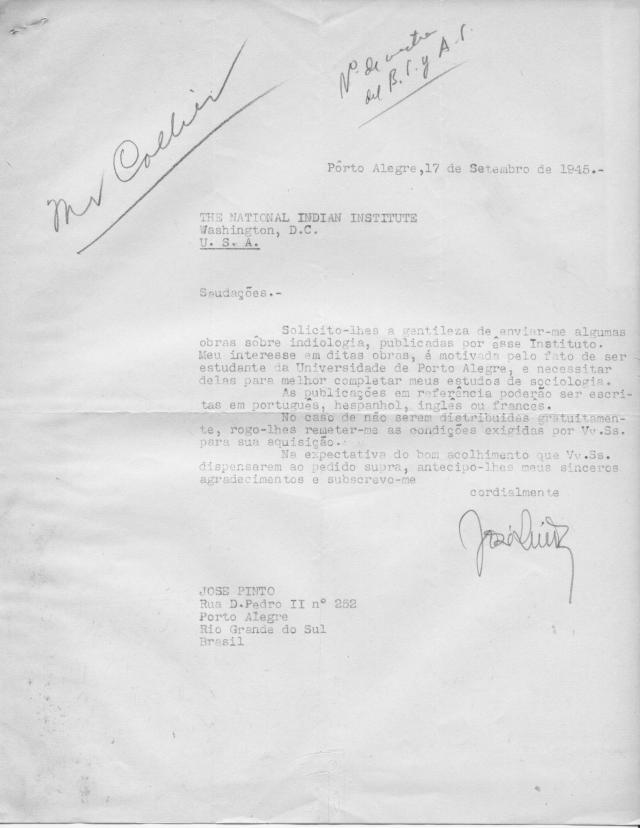 Mr Collier
Nº. de
del B.I. y A.I.
Pôrto Alegre,17 de Setembro de 1945.-
THE NATIONAL INDIAN INSTITUTE
Washington, D.C.
U. S. A.
Saudações.-
Solicito-lhes a gentileza de enviar-me algumas
obras sôbre indiologia, publicadas por êsse Instituto.
Meu interesse em ditas obras, é motivada pelo fato de ser
estudante da Universidade de Porto Alegre, e necessitar
delas para melhor completar meus estudos de sociologia.
As publicações em referência poderão ser escri-
tas em português, hespanhol, inglês ou frances.
No caso de não serem distribuidas gratuitamen-
te, rogo-lhes remeter-me as condições exigidas por Vv.Ss.
para sua aquisição.
Na expectativa do bom acolhimento que Vv.Ss.
dispensarem ao pedido supra, antecipo-lhes meus sinceros
agradecimentos e subscrevo-me
cordialmente
José Pinto
JOSE PINTO
Rua D.Pedro II nº 252
Porto Alegre
Rio Grande do Sul
Brasil